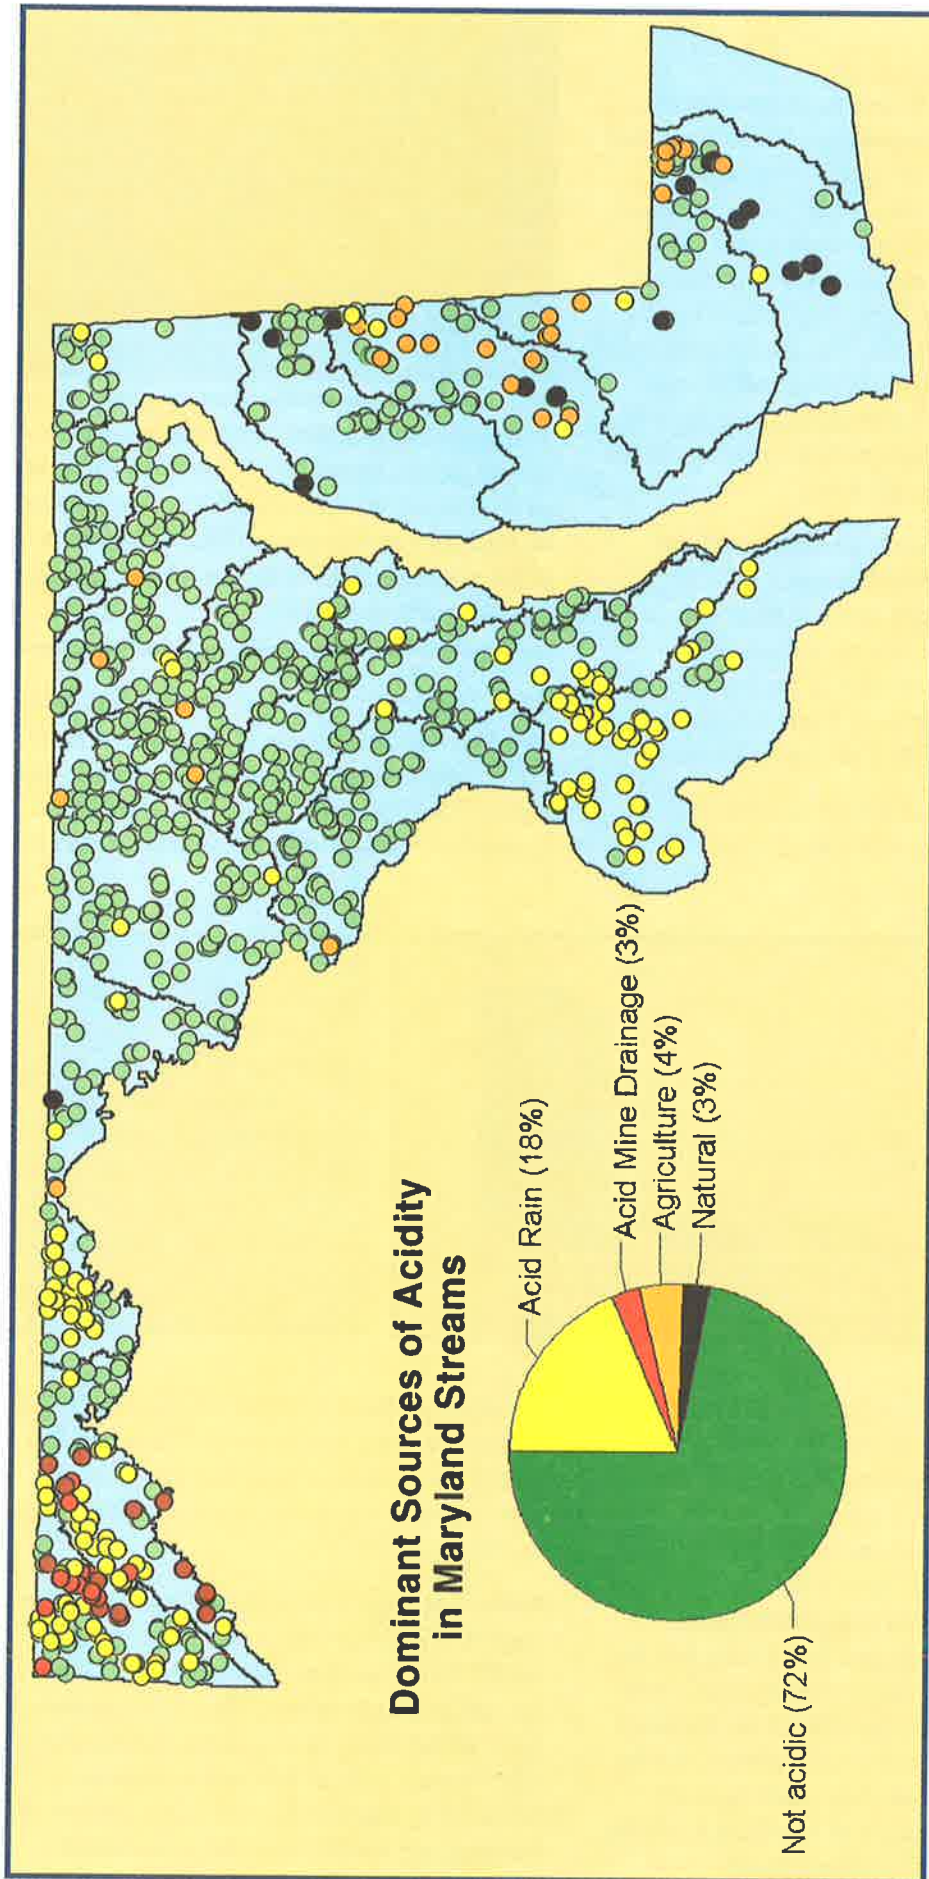 Dominant Sources of Acidity
in Maryland Streams
Acid Rain (18%)
Acid Mine Drainage (3%)
Agriculture (4%)
Natural (3%)
Not acidic (72%)